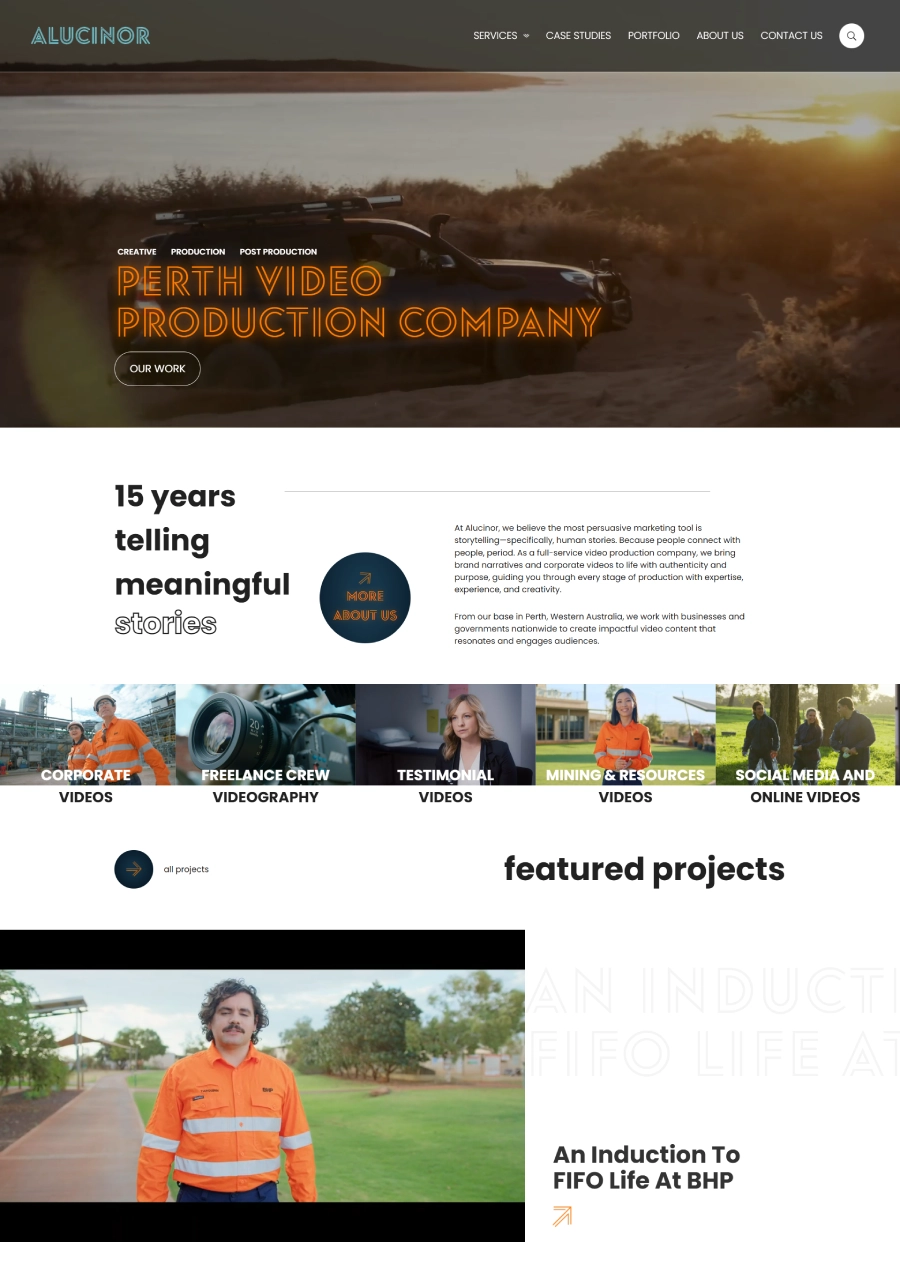 ALUCINOR
SERVICES CASE STUDIES PORTFOLIO ABOUT US CONTACT US
CREATIVE PRODUCTION POST PRODUCTION
PERTH VIDEO
PRODUCTION COMPANY
OUR WORK
15 years
telling
meaningful
stories
MORE
ABOUT US
At Alucinor, we believe the most persuasive marketing tool is
storytelling—specifically, human stories. Because people connect with
people, period. As a full-service video production company, we bring
brand narratives and corporate videos to life with authenticity and
purpose, guiding you through every stage of production with expertise,
experience, and creativity.
From our base in Perth, Western Australia, we work with businesses and
governments nationwide to create impactful video content that
resonates and engages audiences.
CORPORATE
VIDEOS
FREELANCE CREW
VIDEOGRAPHY
TESTIMONIAL
VIDEOS
MINING & RESOURCES
VIDEOS
SOCIAL MEDIA AND
ONLINE VIDEOS
all projects
featured projects
AN INDUCTI
FIFO LIFE AT
BHP
An Induction To
FIFO Life At BHP